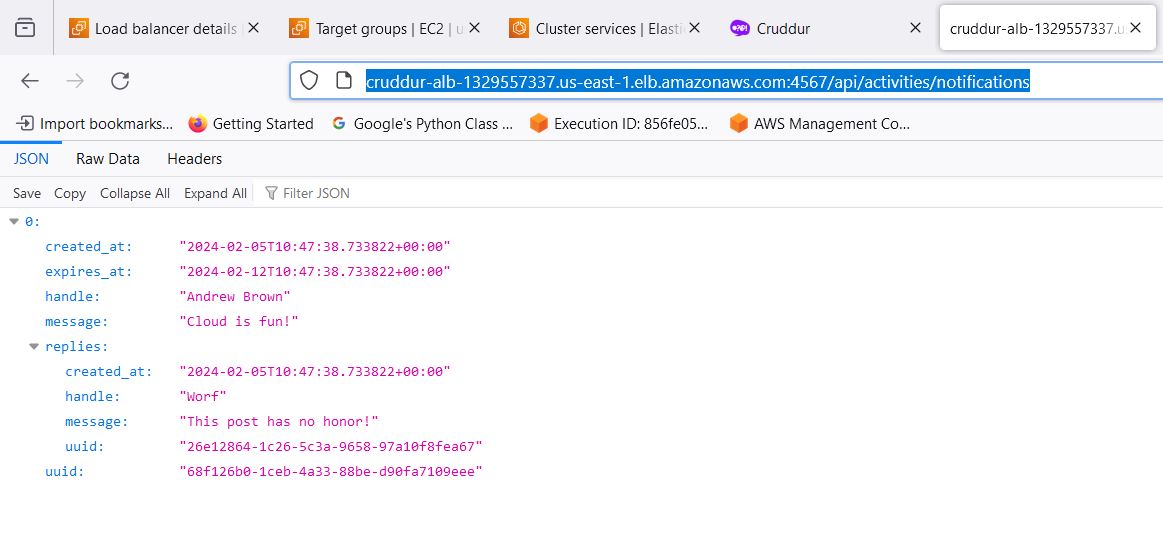 Load balancer details | Target groups | EC2 | u Cluster services | Elasti Cruddur cruddur-alb-1329557337.u
cruddur-alb-1329557337.us-east-1.elb.amazonaws.com:4567/api/activities/notifications
Import bookmarks... Getting Started Google's Python Class ... Execution ID: 856fe05... AWS Management Co...
JSON Raw Data Headers
Save Copy Collapse All Expand All Filter JSON
0:
created_at: "2024-02-05T10:47:38.733822+00:00"
expires_at: "2024-02-12T10:47:38.733822+00:00"
handle: "Andrew Brown"
message: "Cloud is fun!"
replies:
created_at: "2024-02-05T10:47:38.733822+00:00"
handle: "Worf"
message: "This post has no honor!"
uuid: "26e12864-1c26-5c3a-9658-97a10f8fea67"
uuid: "68f126b0-1ceb-4a33-88be-d90fa7109eee"